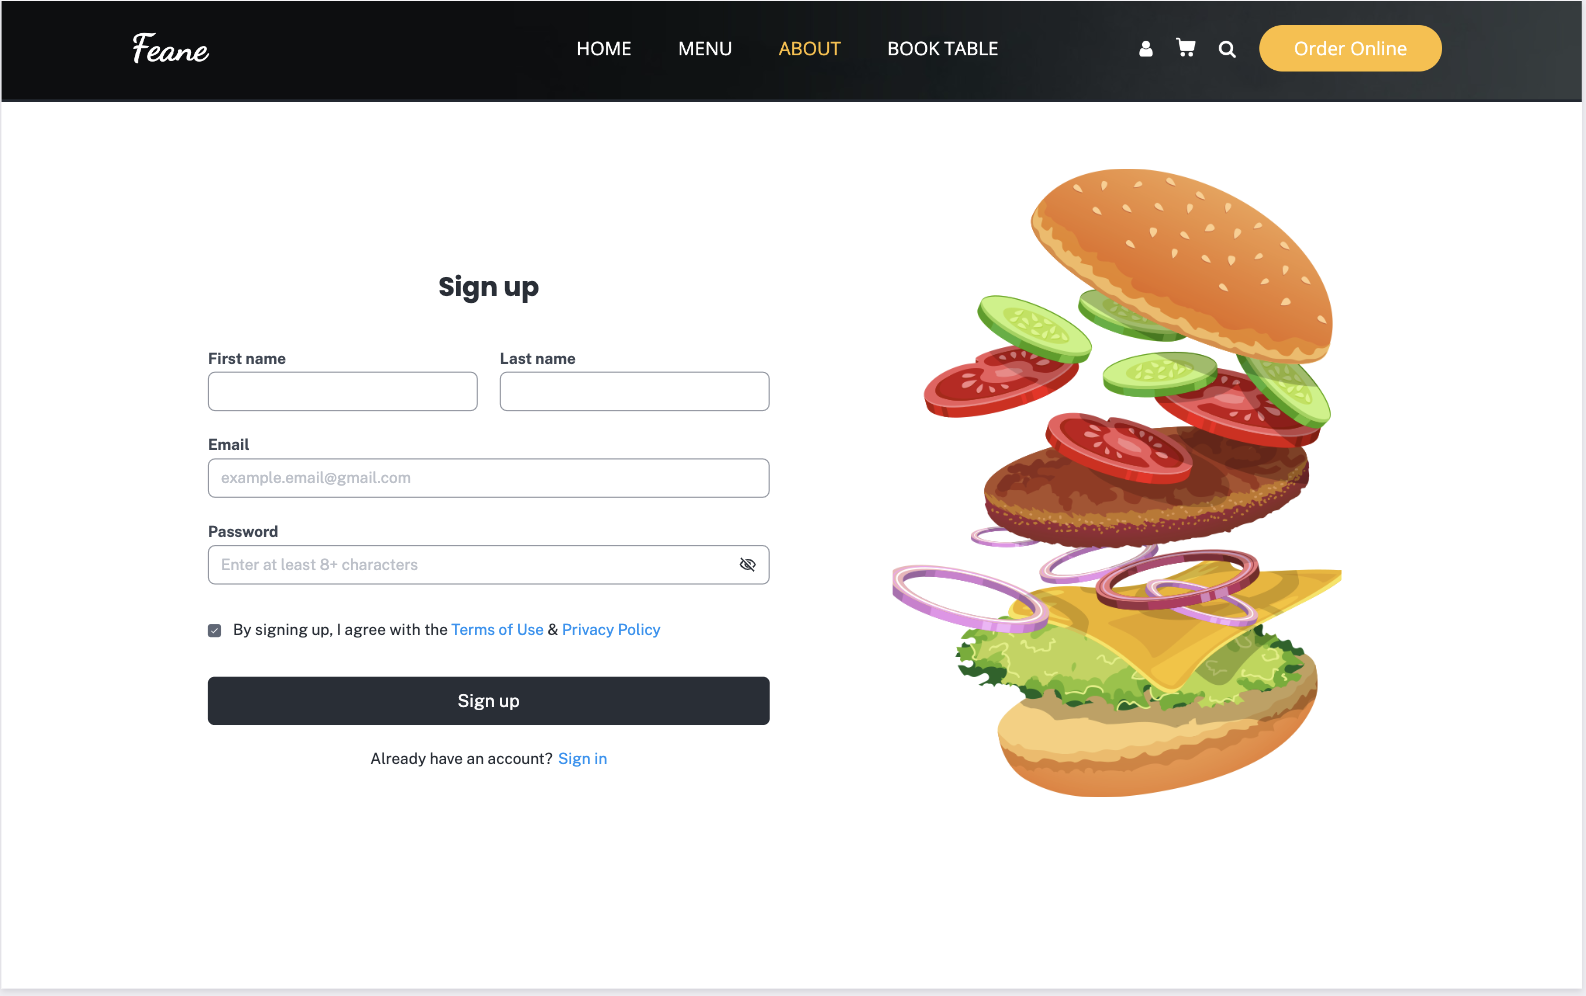 Feane HOME MENU ABOUT BOOK TABLE Order Online
Sign up
First name Last name
Email
example.email@gmail.com
Password
Enter at least 8+ characters
By signing up, I agree with the Terms of Use & Privacy Policy
Sign up
Already have an account? Sign in